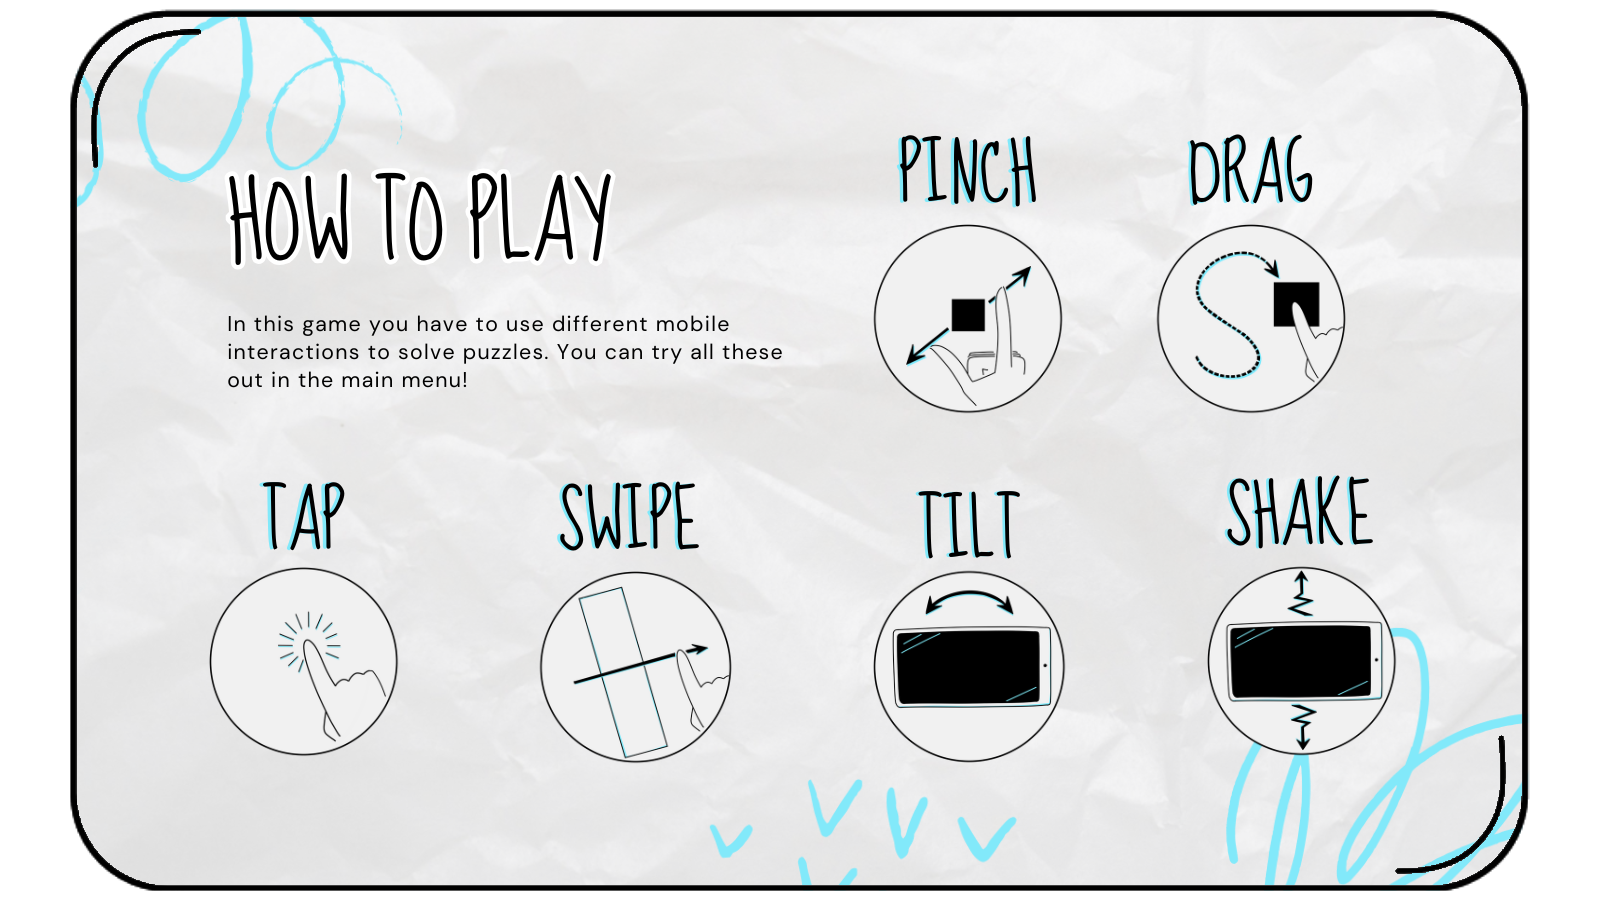 HOW TO PLAY
In this game you have to use different mobile
interactions to solve puzzles. You can try all these
out in the main menu!
PINCH
DRAG
TAP
SWIPE
TILT
SHAKE